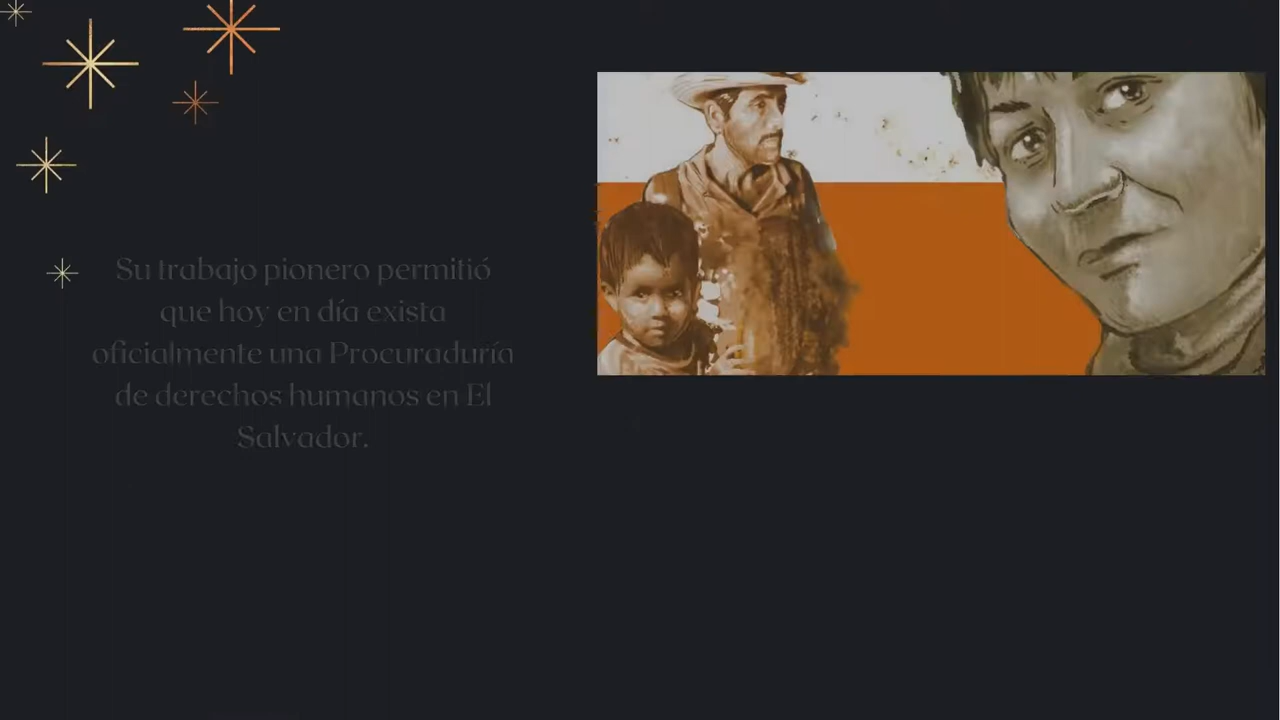 Su trabajo pionero permitió
que hoy en día exista
oficialmente una Procuraduría
de derechos humanos en El
Salvador.